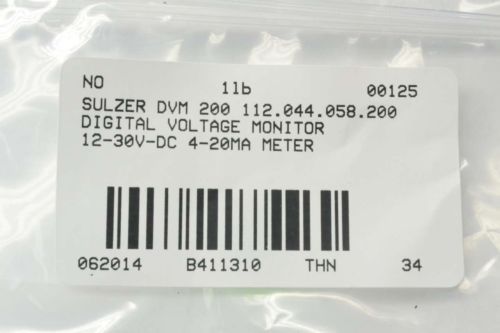 NO 1lb 00125
SULZER DVM 200 112.044.058.200
DIGITAL VOLTAGE MONITOR
12-30V-DC 4-20MA METER
062014 B411310 THN 34